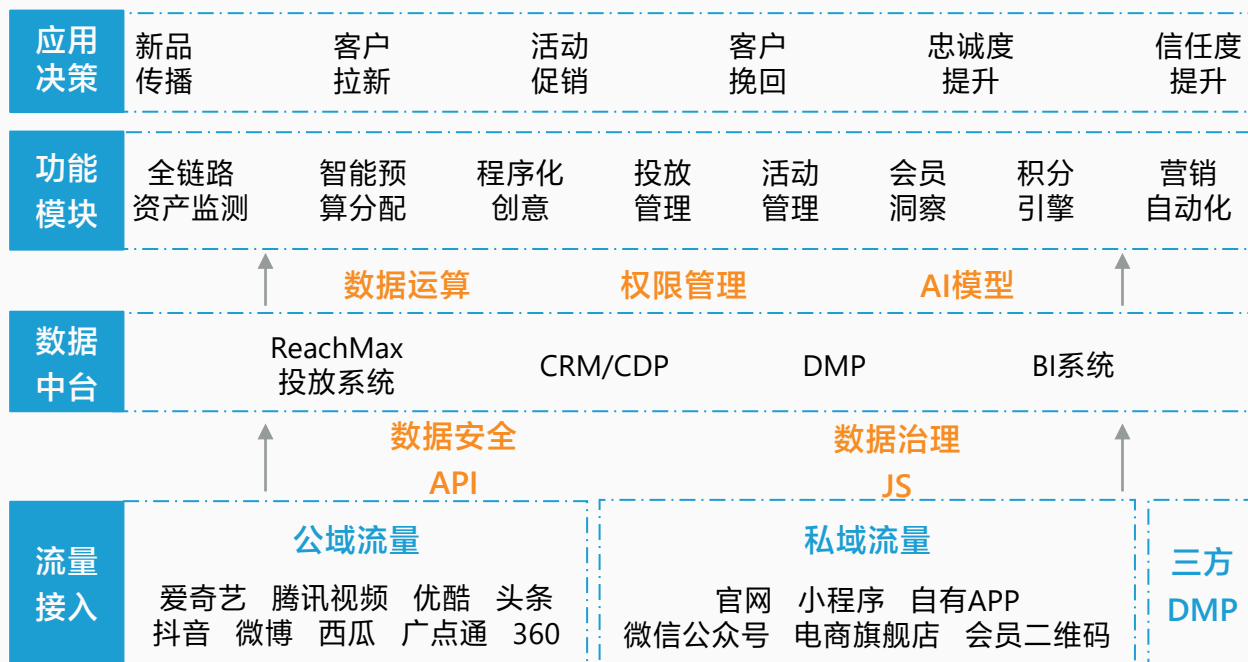 应用
决策
新品
传播
客户
拉新
活动
促销
客户
挽回
忠诚度
提升
信任度
提升
功能
模块
全链路
资产监测
智能预
算分配
程序化
创意
投放
管理
活动
管理
会员
洞察
积分
引擎
营销
自动化
数据运算
权限管理
AI模型
数据
中台
ReachMax
投放系统
CRM/CDP
DMP
BI系统
数据安全
数据治理
API
JS
流量
接入
公域流量
爱奇艺 腾讯视频 优酷 头条
抖音 微博 西瓜 广点通 360
私域流量
官网 小程序 自有APP
微信公众号 电商旗舰店 会员二维码
三方
DMP